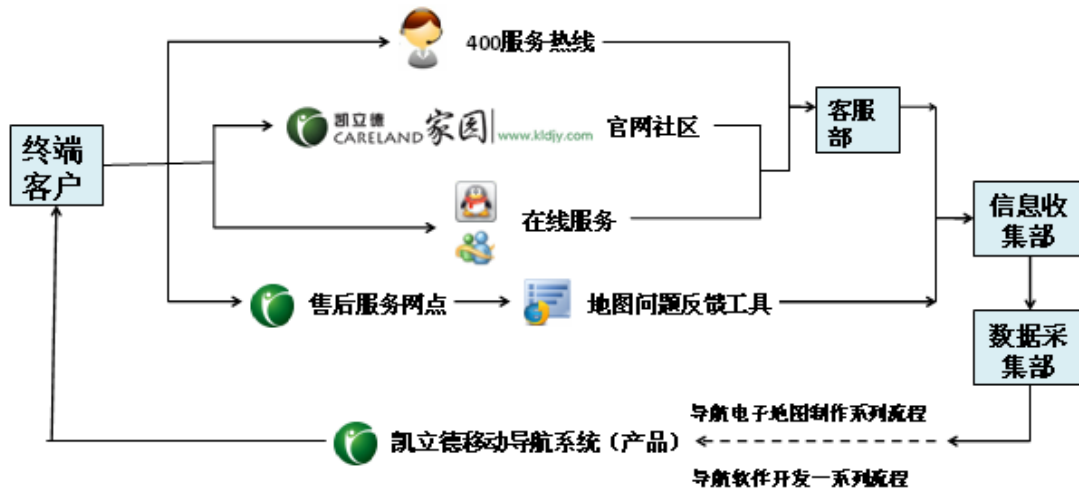 400服务热线
凯立德
CARELAND
家园
www.kldjy.com
官网社区
客服
部
终端
客户
在线服务
信息收
集部
售后服务网点
地图问题反馈工具
数据采
集部
导航电子地图制作系列流程
凯立德移动导航系统（产品）
导航软件开发一系列流程